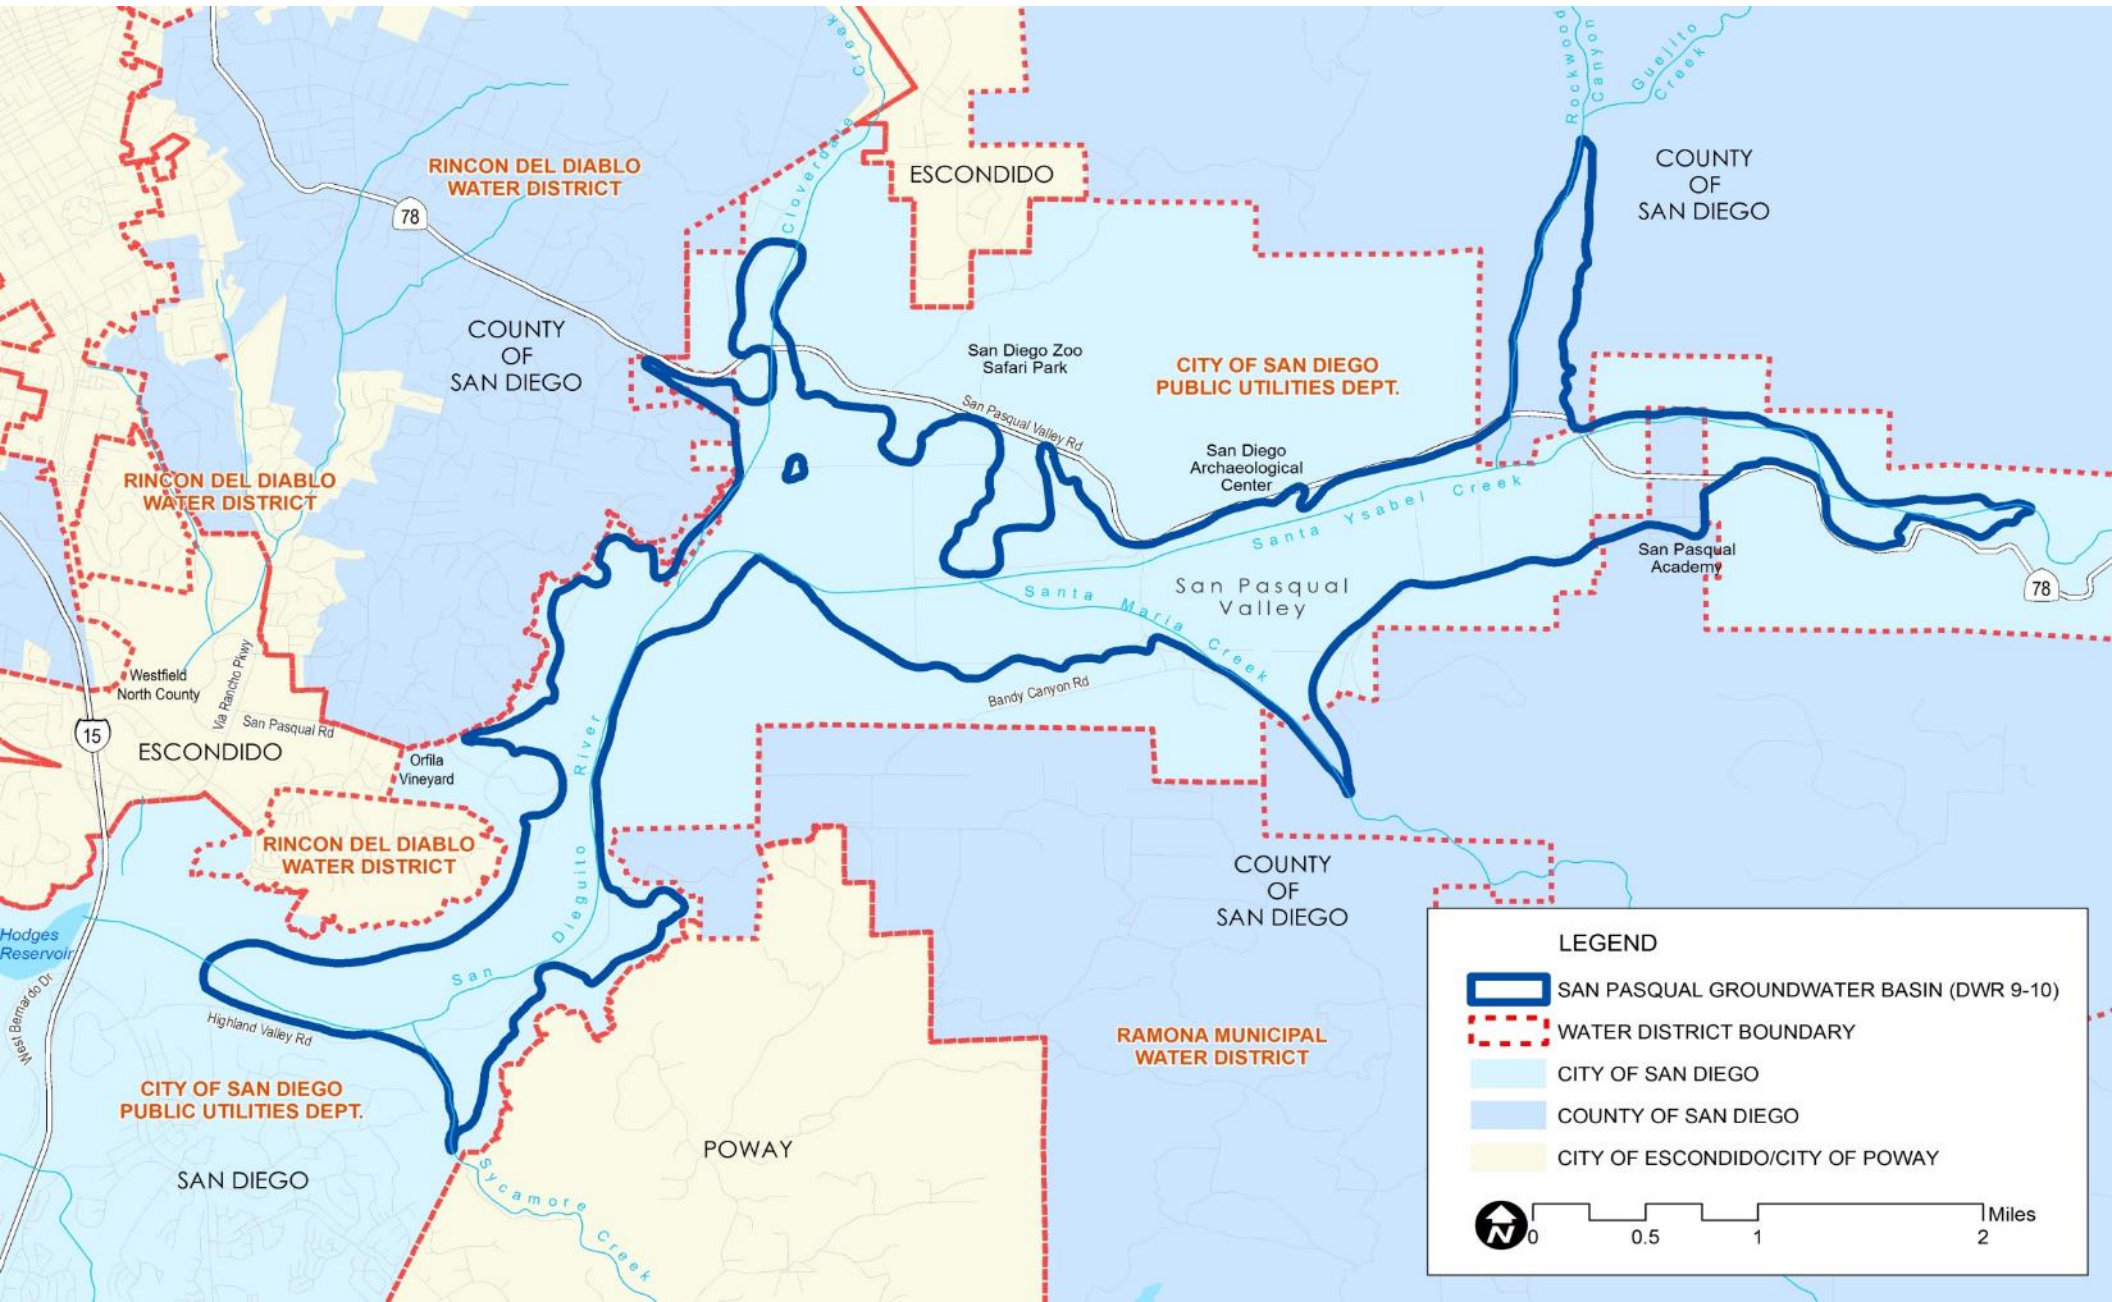 Cloverdale Creek
Rockwood
Canyon
Guejito
Creek
RINCON DEL DIABLO
WATER DISTRICT
ESCONDIDO
COUNTY
OF
SAN DIEGO
78
COUNTY
OF
SAN DIEGO
San Diego Zoo
Safari Park
CITY OF SAN DIEGO
PUBLIC UTILITIES DEPT.
San Pasqual Valley Rd
San Diego
Archaeological
Center
RINCON DEL DIABLO
WATER DISTRICT
Santa Ysabel Creek
San Pasqual
Academy
San Pasqual
Valley
Santa Maria Creek
78
Westfield
North County
Via Rancho Pkwy
San Pasqual Rd
Bandy Canyon Rd
15
ESCONDIDO
Orfila
Vineyard
San Dieguito River
RINCON DEL DIABLO
WATER DISTRICT
COUNTY
OF
SAN DIEGO
Hodges
Reservoir
West Bernardo Dr
Highland Valley Rd
CITY OF SAN DIEGO
PUBLIC UTILITIES DEPT.
RAMONA MUNICIPAL
WATER DISTRICT
SAN DIEGO
POWAY
Sycamore Creek
LEGEND
SAN PASQUAL GROUNDWATER BASIN (DWR 9-10)
WATER DISTRICT BOUNDARY
CITY OF SAN DIEGO
COUNTY OF SAN DIEGO
CITY OF ESCONDIDO/CITY OF POWAY
N
Miles
0 0.5 1 2